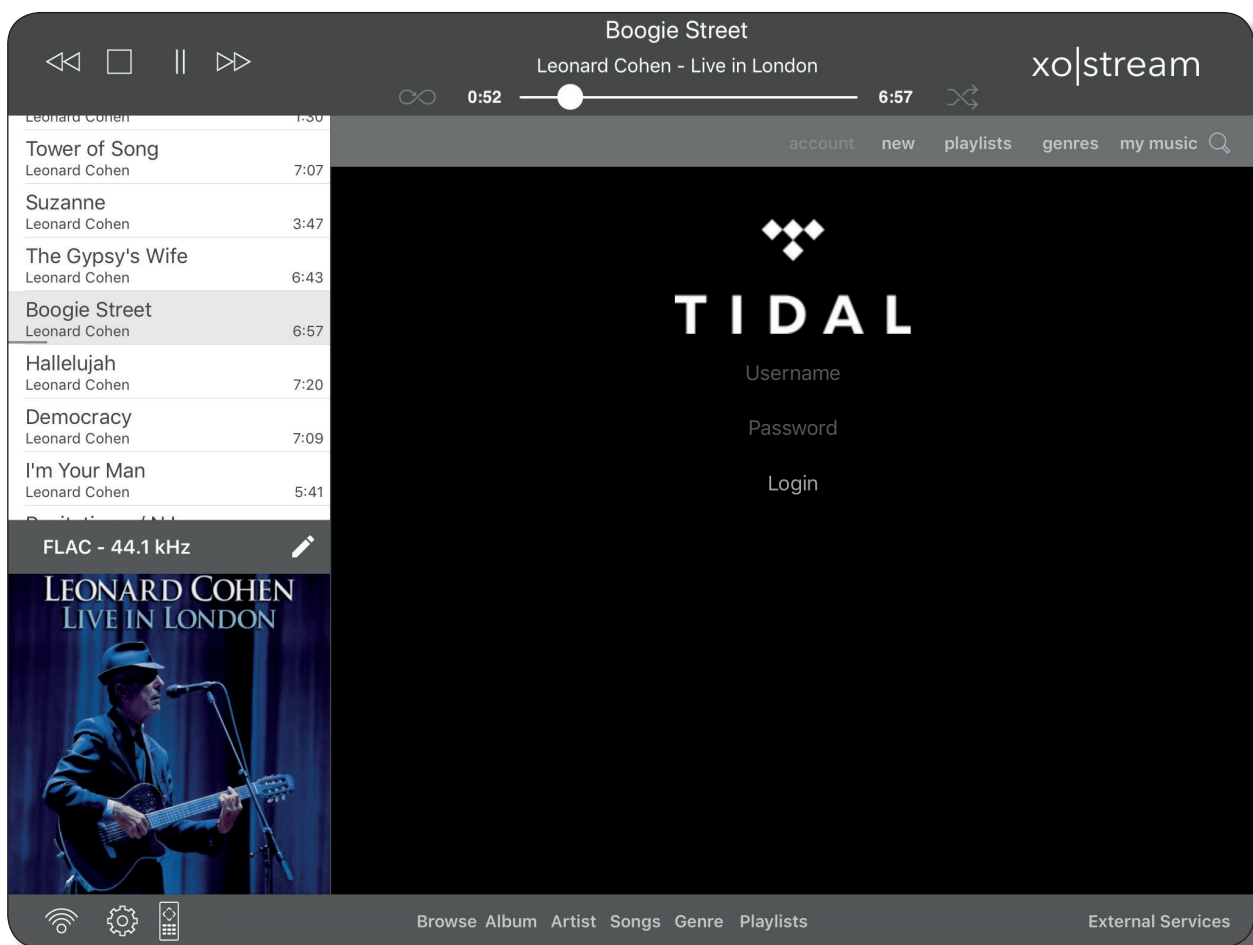 Boogie Street
Leonard Cohen - Live in London
0:52
6:57
xo|stream
Leonard Cohen 1:30
Tower of Song
Leonard Cohen 7:07
Suzanne
Leonard Cohen 3:47
The Gypsy's Wife
Leonard Cohen 6:43
Boogie Street
Leonard Cohen 6:57
Hallelujah
Leonard Cohen 7:20
Democracy
Leonard Cohen 7:09
I'm Your Man
Leonard Cohen 5:41
FLAC - 44.1 kHz
LEONARD COHEN
LIVE IN LONDON
account new playlists genres my music
TIDAL
Username
Password
Login
Browse Album Artist Songs Genre Playlists
External Services